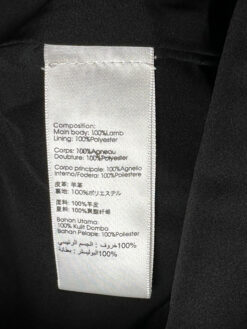 Composition:
Main body: 100%Lamb
Lining: 100%Polyester
Corps: 100%Agneau
Doubture: 100%Polyester
Corpo principale: 100%Agnello
Interno/Fodera: 100%Poliestere
皮革: 羊革
裏地: 100%ポリエステル
面料: 100%羊皮
里料: 100%聚酯纤维
Bahan Utama:
100% Kulit Domba
Bahan Pelapis: 100%Poliester
100% خروف: الجسم الرئيسي
100% البوليستر: بطانة